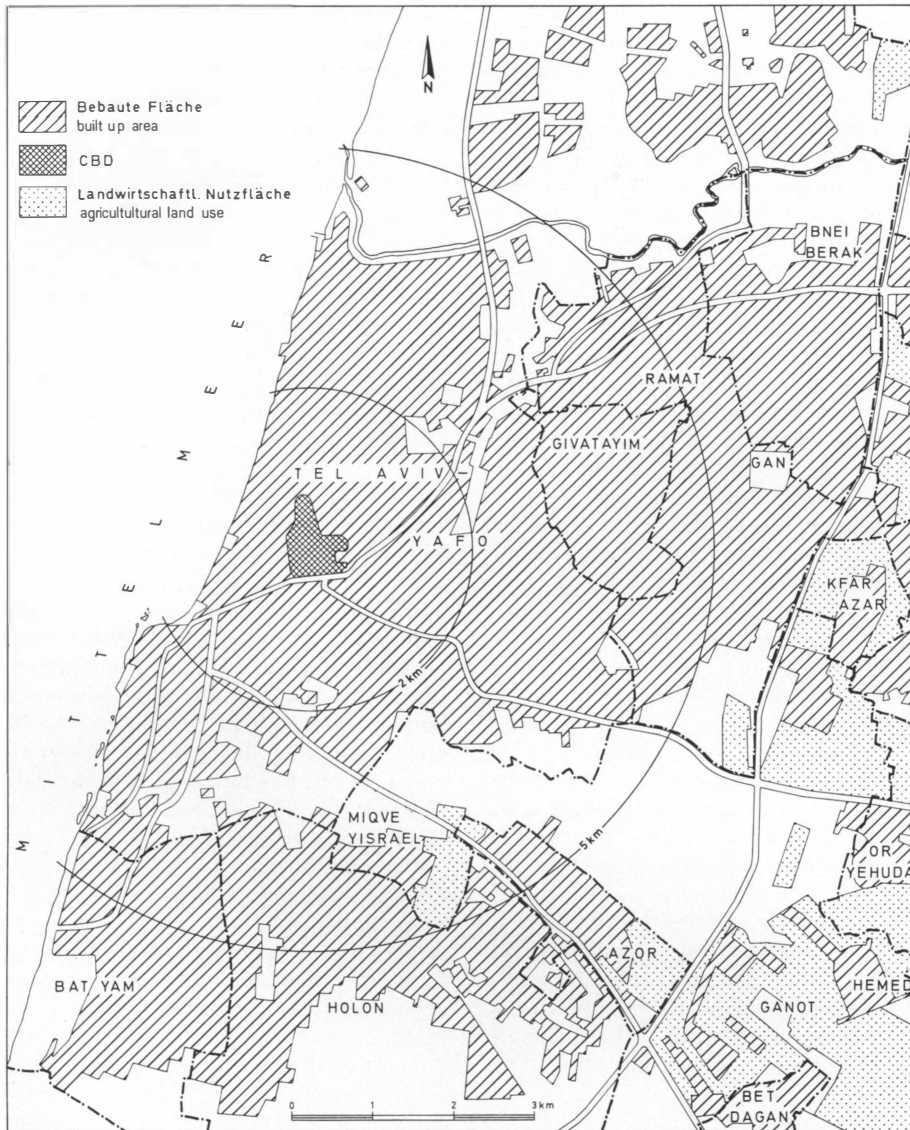 N
Bebaute Fläche
built up area
CBD
Landwirtschaftl. Nutzfläche
agricultutural land use
MITTELMEER
BNEI
BERAK
RAMAT
GIVATAYIM
GAN
TEL AVIV-
YAFO
KFAR
AZAR
2 km
MIQVE
YISRAEL
5 km
OR
YEHUDA
AZOR
BAT YAM
HOLON
GANOT
HEMED
BET
DAGAN
0 1 2 3 km